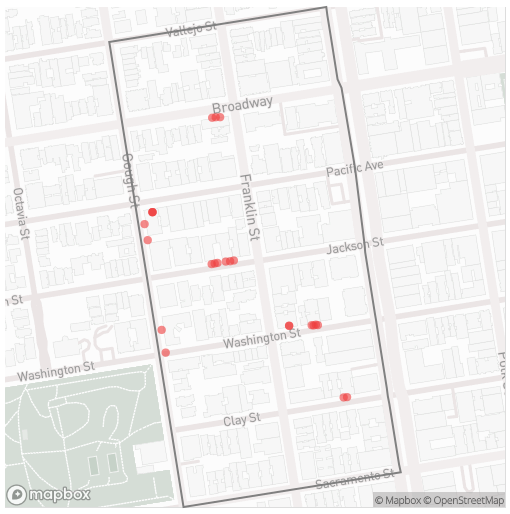 Vallejo St
Broadway
Pacific Ave
Gough St
Franklin St
Octavia St
Jackson St
n St
Washington St
Washington St
Clay St
Sacramento St
mapbox
© Mapbox © OpenStreetMap